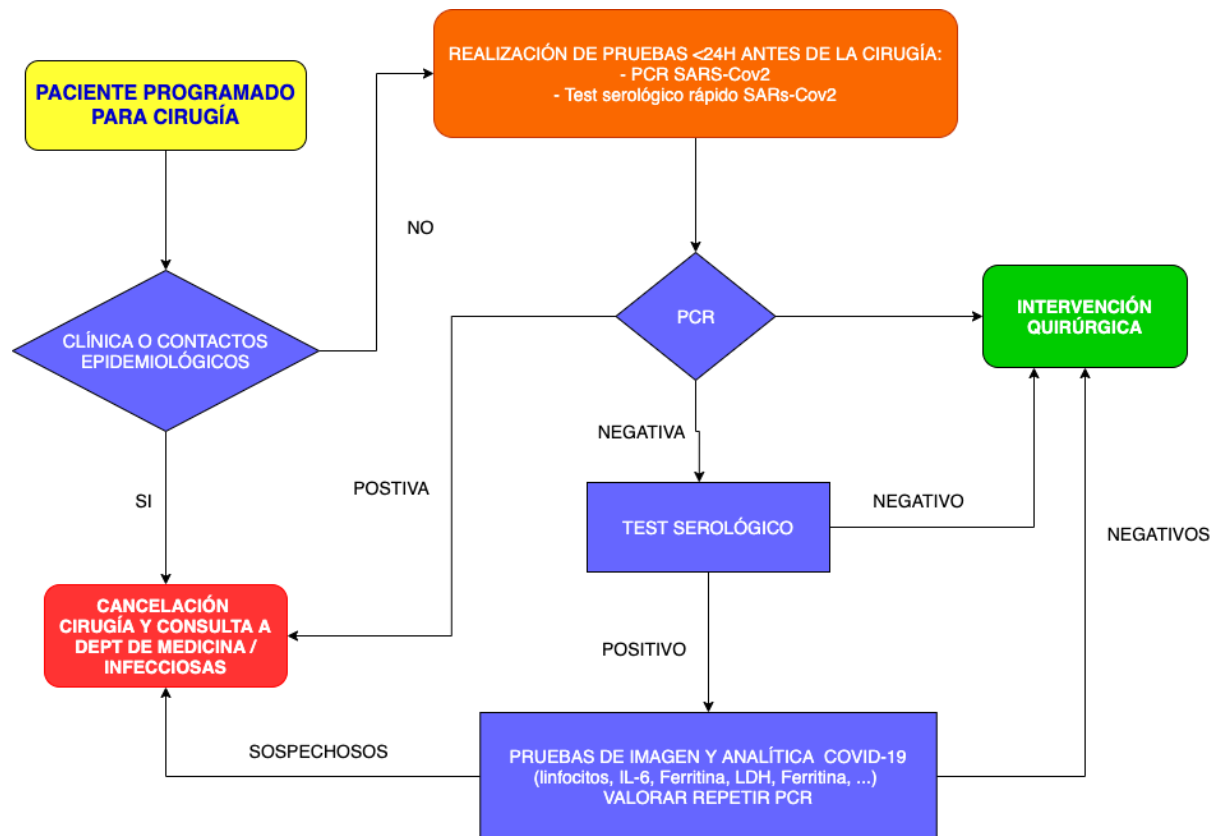 PACIENTE PROGRAMADO
PARA CIRUGÍA
REALIZACIÓN DE PRUEBAS <24H ANTES DE LA CIRUGÍA:
- PCR SARS-Cov2
- Test serológico rápido SARs-Cov2
NO
CLÍNICA O CONTACTOS
EPIDEMIOLÓGICOS
PCR
INTERVENCIÓN
QUIRÚRGICA
NEGATIVA
SI
POSTIVA
TEST SEROLÓGICO
NEGATIVO
NEGATIVOS
CANCELACIÓN
CIRUGÍA Y CONSULTA A
DEPT DE MEDICINA /
INFECCIOSAS
POSITIVO
SOSPECHOSOS
PRUEBAS DE IMAGEN Y ANALÍTICA COVID-19
(linfocitos, IL-6, Ferritina, LDH, Ferritina, ...)
VALORAR REPETIR PCR